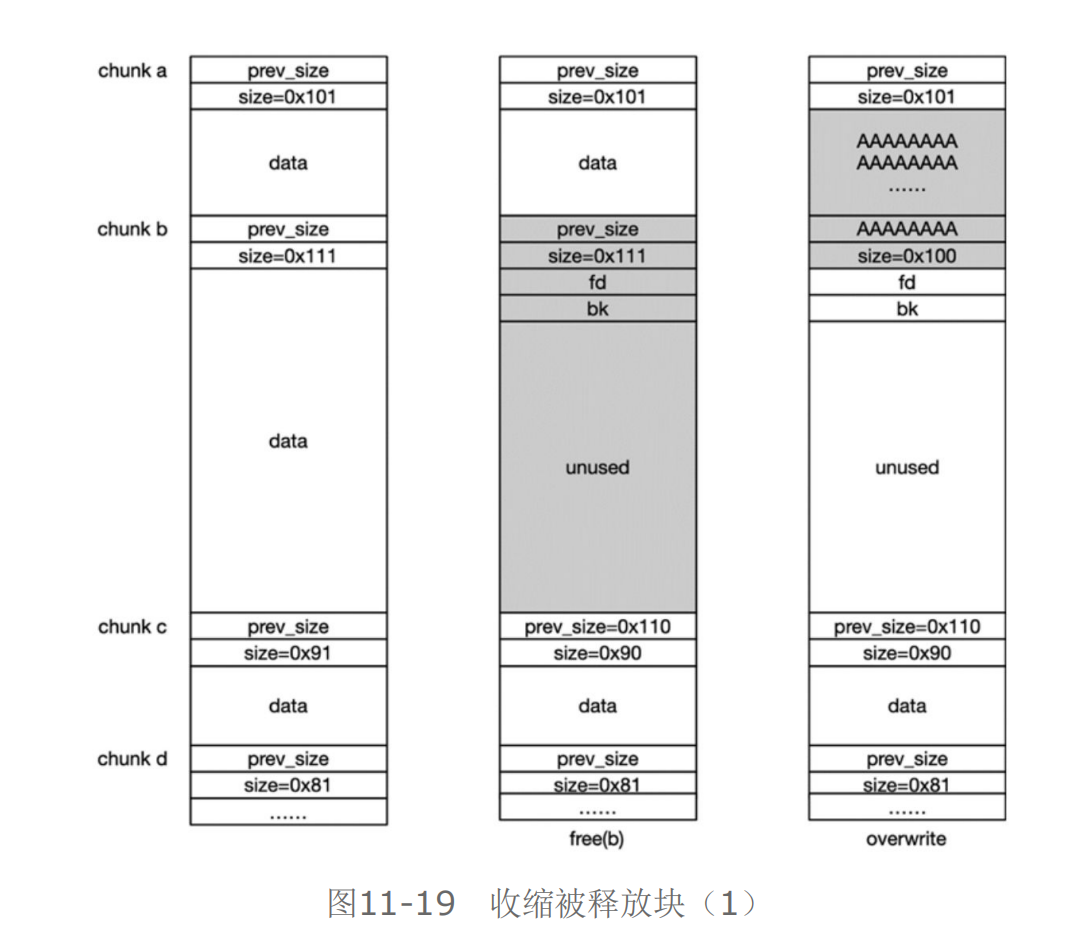 chunk a
prev_size
size=0x101
data
chunk b
prev_size
size=0x111
data
chunk c
prev_size
size=0x91
data
chunk d
prev_size
size=0x81
......
prev_size
size=0x101
data
prev_size
size=0x111
fd
bk
unused
prev_size=0x110
size=0x90
data
prev_size
size=0x81
......
free(b)
prev_size
size=0x101
AAAAAAAA
AAAAAAAA
......
AAAAAAAA
size=0x100
fd
bk
unused
prev_size=0x110
size=0x90
data
prev_size
size=0x81
......
overwrite
图11-19 收缩被释放块（1）